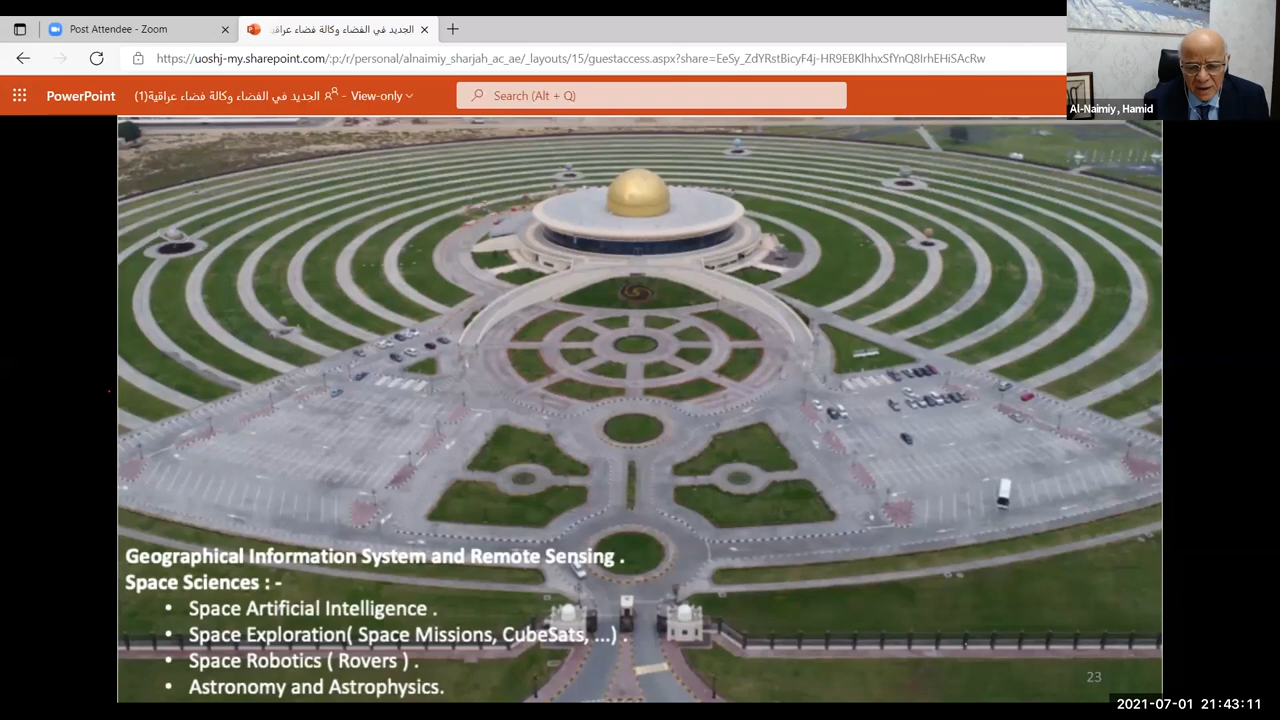 Post Attendee - Zoom
الجديد في الفضاء وكالة فضاء عراقية
https://uoshj-my.sharepoint.com/:p:/r/personal/alnaimiy_sharjah_ac_ae/_layouts/15/guestaccess.aspx?share=EeSy_ZdYRstBicyF4j-HR9EBKlhhxSfYnQ8IrhEHiSAcRw
PowerPoint
الجديد في الفضاء وكالة فضاء عراقية(1) - View-only
Search (Alt + Q)
Al-Naimiy, Hamid
Geographical Information System and Remote Sensing .
Space Sciences : -
• Space Artificial Intelligence .
• Space Exploration( Space Missions, CubeSats, ...) .
• Space Robotics ( Rovers ) .
• Astronomy and Astrophysics.
23
2021-07-01 21:43:11